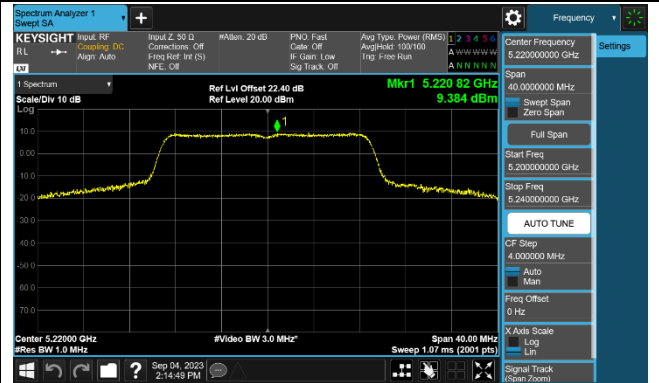 Spectrum Analyzer 1
Swept SA
Frequency
KEYSIGHT
RL
Input: RF
Coupling: DC
Align: Auto
Input Z: 50 Ω
Corrections: Off
Freq Ref: Int (S)
NFE: Off
#Atten: 20 dB
PNO: Fast
Gate: Off
IF Gain: Low
Sig Track: Off
Avg Type: Power (RMS)
Avg|Hold: 100/100
Trig: Free Run
1 2 3 4 5 6
A W W W W W
A N N N N N
LXI
1 Spectrum
Scale/Div 10 dB
Log
Ref Lvl Offset 22.40 dB
Ref Level 20.00 dBm
Mkr1 5.220 82 GHz
9.384 dBm
1
10.0
0.00
-10.0
-20.0
-30.0
-40.0
-50.0
-60.0
-70.0
Center 5.22000 GHz
#Res BW 1.0 MHz
#Video BW 3.0 MHz*
Span 40.00 MHz
Sweep 1.07 ms (2001 pts)
Sep 04, 2023
2:14:49 PM
Center Frequency
5.220000000 GHz
Settings
Span
40.0000000 MHz
Swept Span
Zero Span
Full Span
Start Freq
5.200000000 GHz
Stop Freq
5.240000000 GHz
AUTO TUNE
CF Step
4.000000 MHz
Auto
Man
Freq Offset
0 Hz
X Axis Scale
Log
Lin
Signal Track
(Span Zoom)